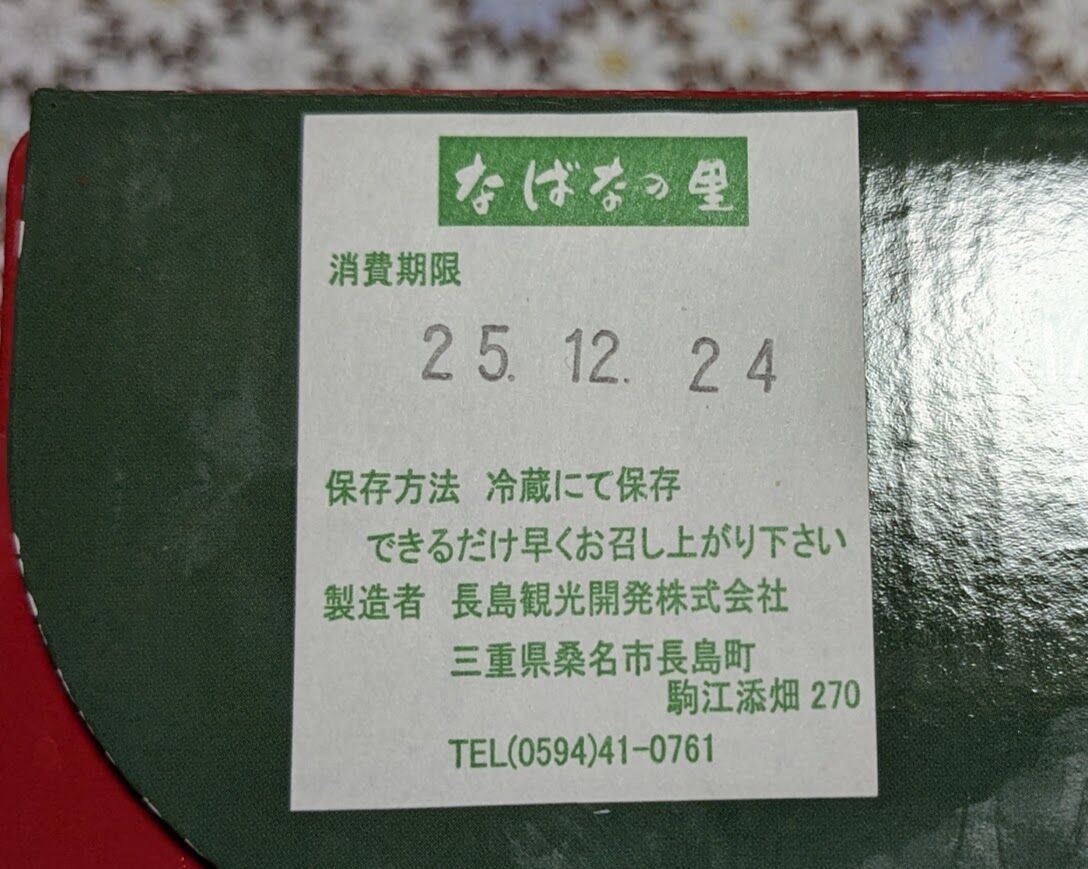 なばなの里
消費期限
25. 12. 24
保存方法 冷蔵にて保存
できるだけ早くお召し上がり下さい
製造者 長島観光開発株式会社
三重県桑名市長島町
駒江添畑 270
TEL(0594)41-0761